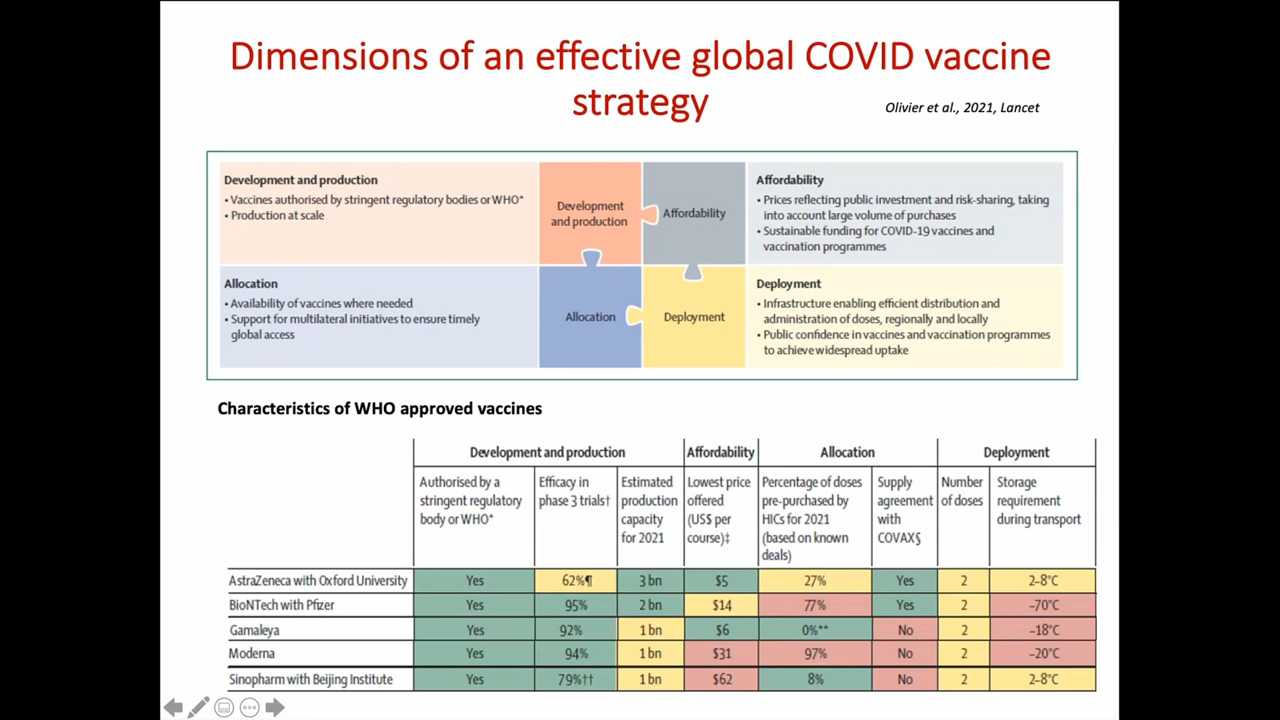 Dimensions of an effective global COVID vaccine
strategy
Olivier et al., 2021, Lancet
Development and production
• Vaccines authorised by stringent regulatory bodies or WHO*
• Production at scale
Development
and production
Affordability
Affordability
• Prices reflecting public investment and risk-sharing, taking
into account large volume of purchases
• Sustainable funding for COVID-19 vaccines and
vaccination programmes
Allocation
• Availability of vaccines where needed
• Support for multilateral initiatives to ensure timely
global access
Allocation
Deployment
Deployment
• Infrastructure enabling efficient distribution and
administration of doses, regionally and locally
• Public confidence in vaccines and vaccination programmes
to achieve widespread uptake
Characteristics of WHO approved vaccines
Development and production Affordability Allocation Deployment
Authorised by a
stringent regulatory
body or WHO*
Efficacy in
phase 3 trials†
Estimated
production
capacity
for 2021
Lowest price
offered
(US$ per
course)‡
Percentage of doses
pre-purchased by
HICs for 2021
(based on known
deals)
Supply
agreement
with
COVAX§
Number
of doses
Storage
requirement
during transport
AstraZeneca with Oxford University Yes 62%¶ 3 bn $5 27% Yes 2 2–8°C
BioNTech with Pfizer Yes 95% 2 bn $14 77% Yes 2 –70°C
Gamaleya Yes 92% 1 bn $6 0%** No 2 –18°C
Moderna Yes 94% 1 bn $31 97% No 2 –20°C
Sinopharm with Beijing Institute Yes 79%†† 1 bn $62 8% No 2 2–8°C